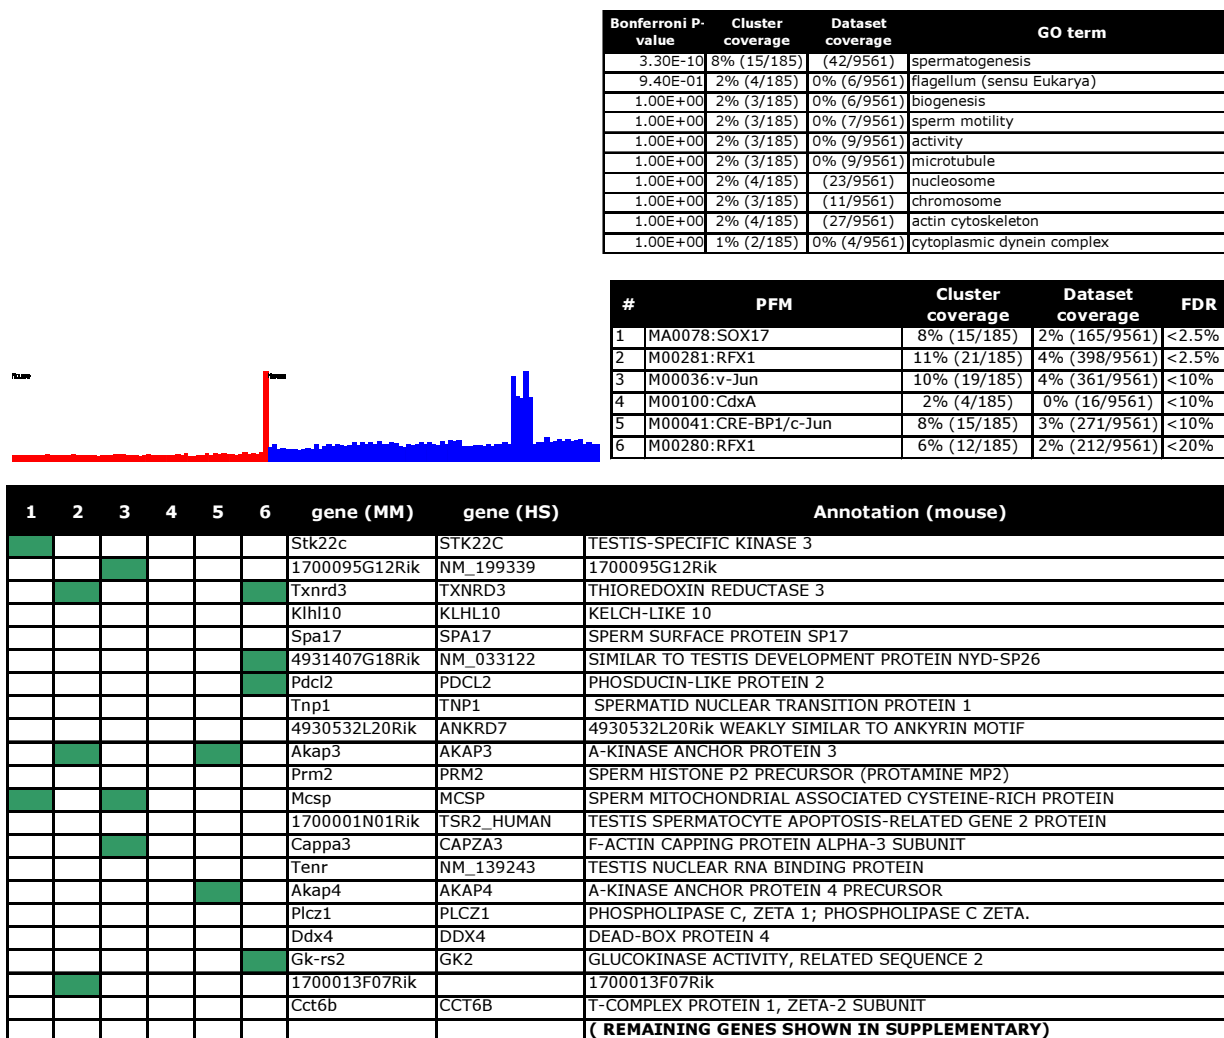 Bonferroni P-value Cluster coverage Dataset coverage GO term
3.30E-10 8% (15/185) (42/9561) spermatogenesis
9.40E-01 2% (4/185) 0% (6/9561) flagellum (sensu Eukarya)
1.00E+00 2% (3/185) 0% (6/9561) biogenesis
1.00E+00 2% (3/185) 0% (7/9561) sperm motility
1.00E+00 2% (3/185) 0% (9/9561) activity
1.00E+00 2% (3/185) 0% (9/9561) microtubule
1.00E+00 2% (4/185) (23/9561) nucleosome
1.00E+00 2% (3/185) (11/9561) chromosome
1.00E+00 2% (4/185) (27/9561) actin cytoskeleton
1.00E+00 1% (2/185) 0% (4/9561) cytoplasmic dynein complex
# PFM Cluster coverage Dataset coverage FDR
1 MA0078:SOX17 8% (15/185) 2% (165/9561) <2.5%
2 M00281:RFX1 11% (21/185) 4% (398/9561) <2.5%
3 M00036:v-Jun 10% (19/185) 4% (361/9561) <10%
4 M00100:CdxA 2% (4/185) 0% (16/9561) <10%
5 M00041:CRE-BP1/c-Jun 8% (15/185) 3% (271/9561) <10%
6 M00280:RFX1 6% (12/185) 2% (212/9561) <20%
1 2 3 4 5 6 gene (MM) gene (HS) Annotation (mouse)
Stk22c STK22C TESTIS-SPECIFIC KINASE 3
1700095G12Rik NM_199339 1700095G12Rik
Txnrd3 TXNRD3 THIOREDOXIN REDUCTASE 3
Klhl10 KLHL10 KELCH-LIKE 10
Spa17 SPA17 SPERM SURFACE PROTEIN SP17
4931407G18Rik NM_033122 SIMILAR TO TESTIS DEVELOPMENT PROTEIN NYD-SP26
Pdcl2 PDCL2 PHOSDUCIN-LIKE PROTEIN 2
Tnp1 TNP1 SPERMATID NUCLEAR TRANSITION PROTEIN 1
4930532L20Rik ANKRD7 4930532L20Rik WEAKLY SIMILAR TO ANKYRIN MOTIF
Akap3 AKAP3 A-KINASE ANCHOR PROTEIN 3
Prm2 PRM2 SPERM HISTONE P2 PRECURSOR (PROTAMINE MP2)
Mcsp MCSP SPERM MITOCHONDRIAL ASSOCIATED CYSTEINE-RICH PROTEIN
1700001N01Rik TSR2_HUMAN TESTIS SPERMATOCYTE APOPTOSIS-RELATED GENE 2 PROTEIN
Cappa3 CAPZA3 F-ACTIN CAPPING PROTEIN ALPHA-3 SUBUNIT
Tenr NM_139243 TESTIS NUCLEAR RNA BINDING PROTEIN
Akap4 AKAP4 A-KINASE ANCHOR PROTEIN 4 PRECURSOR
Plcz1 PLCZ1 PHOSPHOLIPASE C, ZETA 1; PHOSPHOLIPASE C ZETA.
Ddx4 DDX4 DEAD-BOX PROTEIN 4
Gk-rs2 GK2 GLUCOKINASE ACTIVITY, RELATED SEQUENCE 2
1700013F07Rik 1700013F07Rik
Cct6b CCT6B T-COMPLEX PROTEIN 1, ZETA-2 SUBUNIT
( REMAINING GENES SHOWN IN SUPPLEMENTARY)